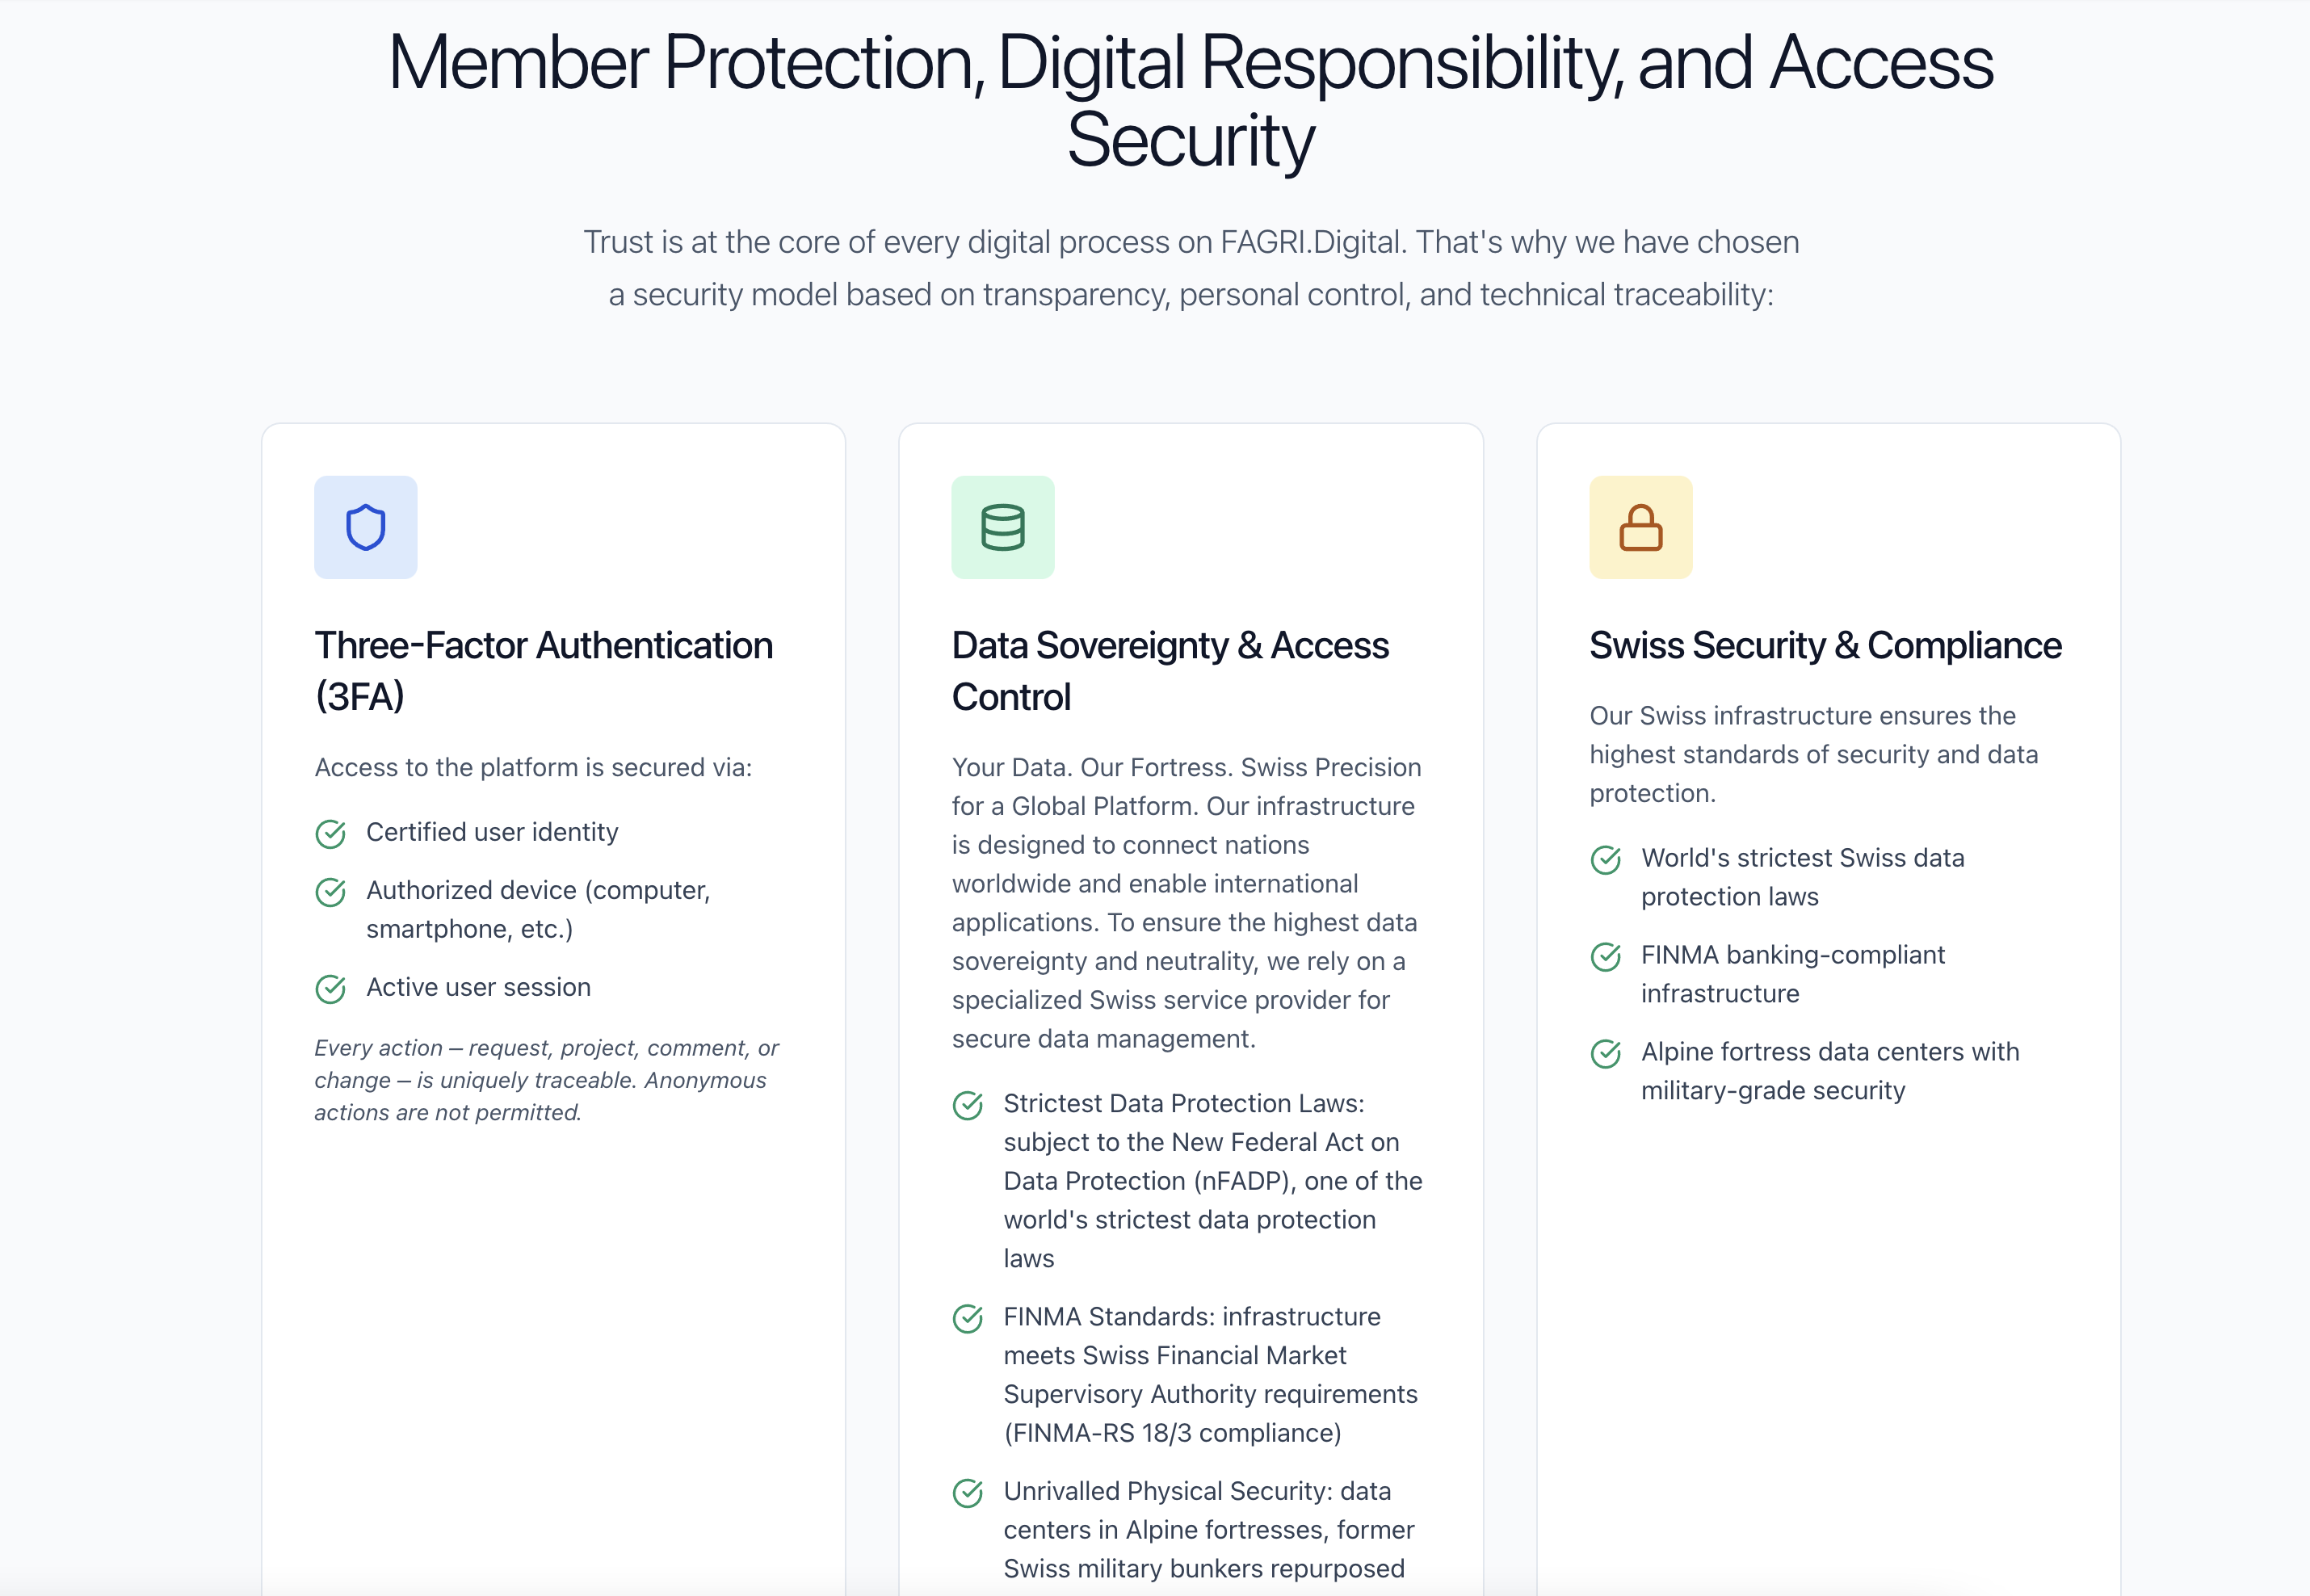 Member Protection, Digital Responsibility, and Access
Security
Trust is at the core of every digital process on FAGRI.Digital. That's why we have chosen
a security model based on transparency, personal control, and technical traceability:
Three-Factor Authentication
(3FA)
Access to the platform is secured via:
Certified user identity
Authorized device (computer,
smartphone, etc.)
Active user session
Every action – request, project, comment, or
change – is uniquely traceable. Anonymous
actions are not permitted.
Data Sovereignty & Access
Control
Your Data. Our Fortress. Swiss Precision
for a Global Platform. Our infrastructure
is designed to connect nations
worldwide and enable international
applications. To ensure the highest data
sovereignty and neutrality, we rely on a
specialized Swiss service provider for
secure data management.
Strictest Data Protection Laws:
subject to the New Federal Act on
Data Protection (nFADP), one of the
world's strictest data protection
laws
FINMA Standards: infrastructure
meets Swiss Financial Market
Supervisory Authority requirements
(FINMA-RS 18/3 compliance)
Unrivalled Physical Security: data
centers in Alpine fortresses, former
Swiss military bunkers repurposed
Swiss Security & Compliance
Our Swiss infrastructure ensures the
highest standards of security and data
protection.
World's strictest Swiss data
protection laws
FINMA banking-compliant
infrastructure
Alpine fortress data centers with
military-grade security